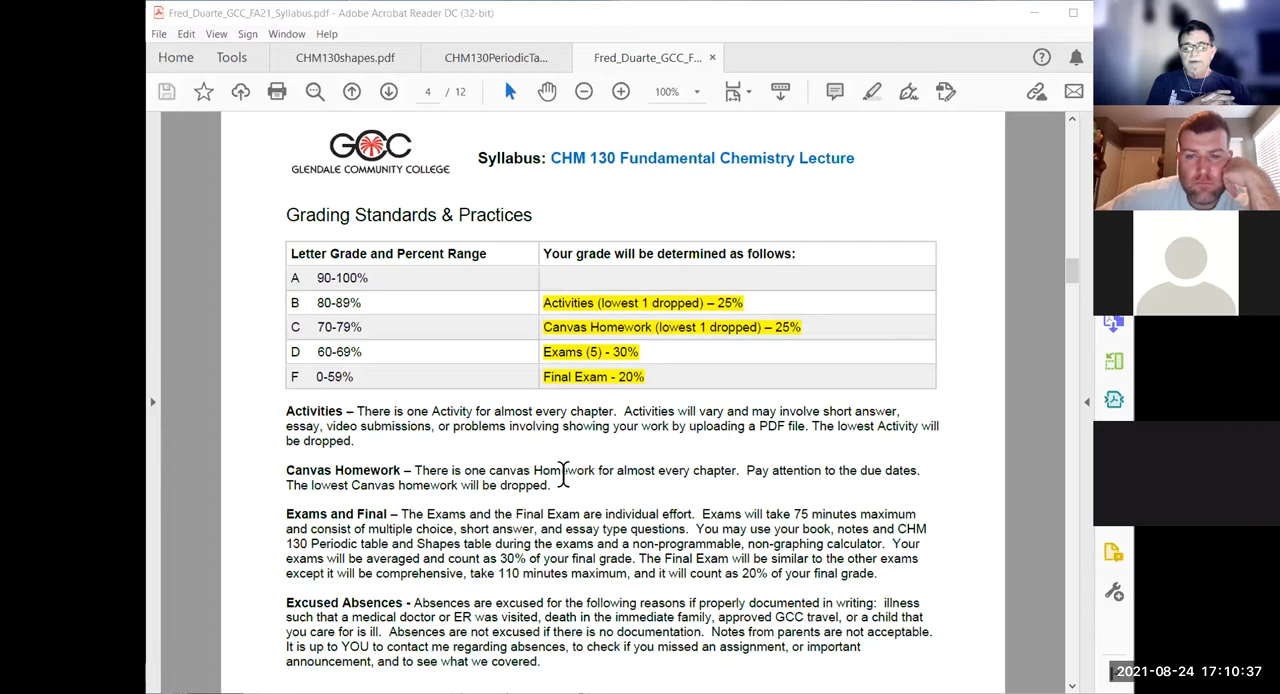 Fred_Duarte_GCC_FA21_Syllabus.pdf - Adobe Acrobat Reader DC (32-bit)
File Edit View Sign Window Help
Home Tools CHM130shapes.pdf CHM130PeriodicTa... Fred_Duarte_GCC_F... ×
4 / 12 100%
GCC
GLENDALE COMMUNITY COLLEGE
Syllabus: CHM 130 Fundamental Chemistry Lecture
Grading Standards & Practices
Letter Grade and Percent Range Your grade will be determined as follows:
A 90-100%
B 80-89% Activities (lowest 1 dropped) – 25%
C 70-79% Canvas Homework (lowest 1 dropped) – 25%
D 60-69% Exams (5) - 30%
F 0-59% Final Exam - 20%
Activities – There is one Activity for almost every chapter. Activities will vary and may involve short answer,
essay, video submissions, or problems involving showing your work by uploading a PDF file. The lowest Activity will
be dropped.
Canvas Homework – There is one canvas Homework for almost every chapter. Pay attention to the due dates.
The lowest Canvas homework will be dropped.
Exams and Final – The Exams and the Final Exam are individual effort. Exams will take 75 minutes maximum
and consist of multiple choice, short answer, and essay type questions. You may use your book, notes and CHM
130 Periodic table and Shapes table during the exams and a non-programmable, non-graphing calculator. Your
exams will be averaged and count as 30% of your final grade. The Final Exam will be similar to the other exams
except it will be comprehensive, take 110 minutes maximum, and it will count as 20% of your final grade.
Excused Absences - Absences are excused for the following reasons if properly documented in writing: illness
such that a medical doctor or ER was visited, death in the immediate family, approved GCC travel, or a child that
you care for is ill. Absences are not excused if there is no documentation. Notes from parents are not acceptable.
It is up to YOU to contact me regarding absences, to check if you missed an assignment, or important
announcement, and to see what we covered.
2021-08-24 17:10:37